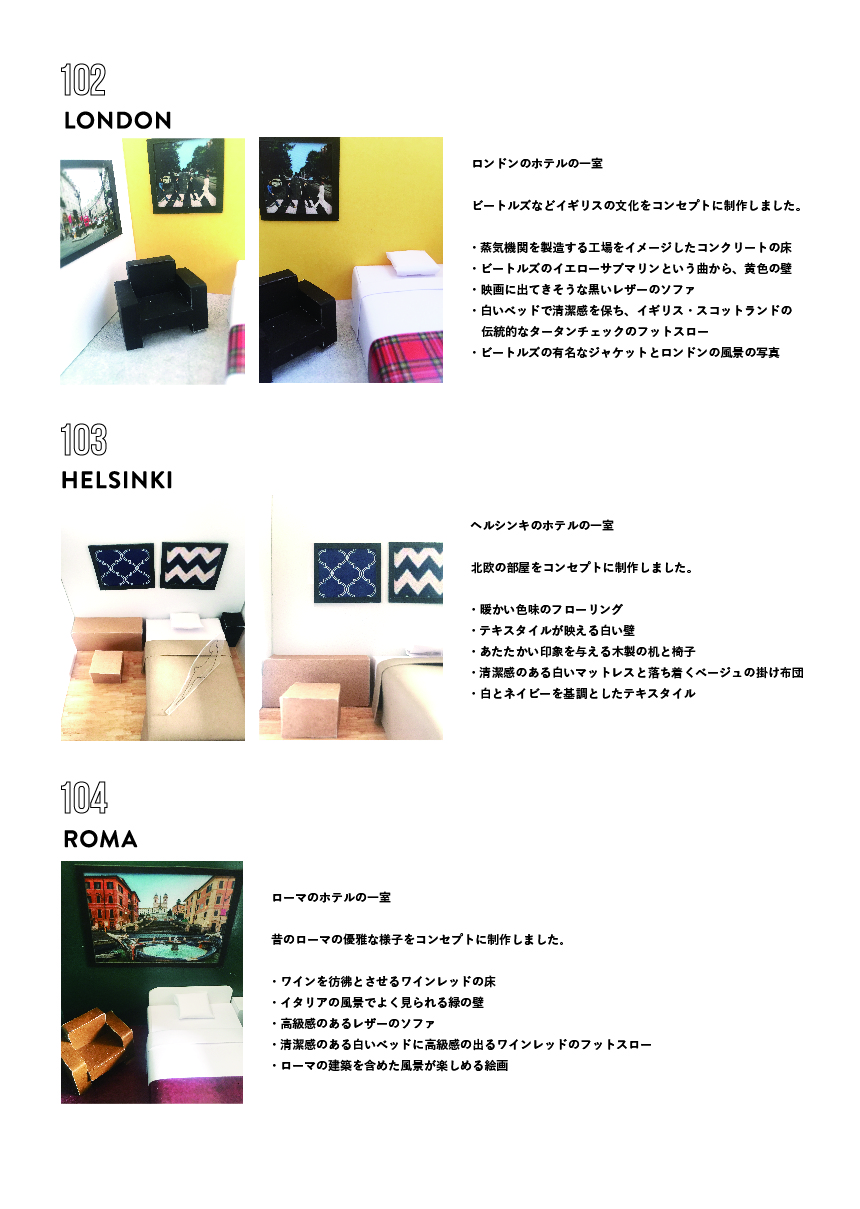 102
LONDON
ロンドンのホテルの一室
ビートルズなどイギリスの文化をコンセプトに制作しました。
・蒸気機関を製造する工場をイメージしたコンクリートの床
・ビートルズのイエローサブマリンという曲から、黄色の壁
・映画に出てきそうな黒いレザーのソファ
・白いベッドで清潔感を保ち、イギリス・スコットランドの
伝統的なタータンチェックのフットスロー
・ビートルズの有名なジャケットとロンドンの風景の写真
103
HELSINKI
ヘルシンキのホテルの一室
北欧の部屋をコンセプトに制作しました。
・暖かい色味のフローリング
・テキスタイルが映える白い壁
・あたたかい印象を与える木製の机と椅子
・清潔感のある白いマットレスと落ち着くベージュの掛け布団
・白とネイビーを基調としたテキスタイル
104
ROMA
ローマのホテルの一室
昔のローマの優雅な様子をコンセプトに制作しました。
・ワインを彷彿とさせるワインレッドの床
・イタリアの風景でよく見られる緑の壁
・高級感のあるレザーのソファ
・清潔感のある白いベッドに高級感の出るワインレッドのフットスロー
・ローマの建築を含めた風景が楽しめる絵画